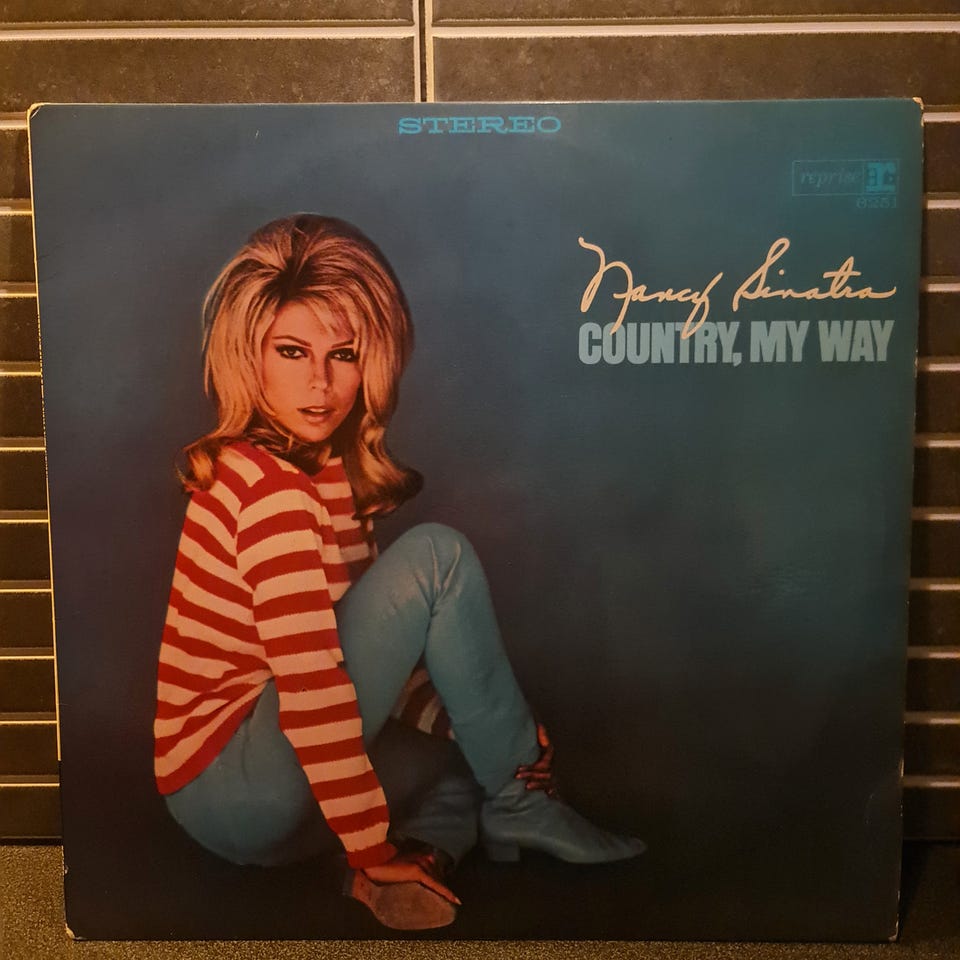 STEREO
reprise
6251
Nancy Sinatra
COUNTRY, MY WAY